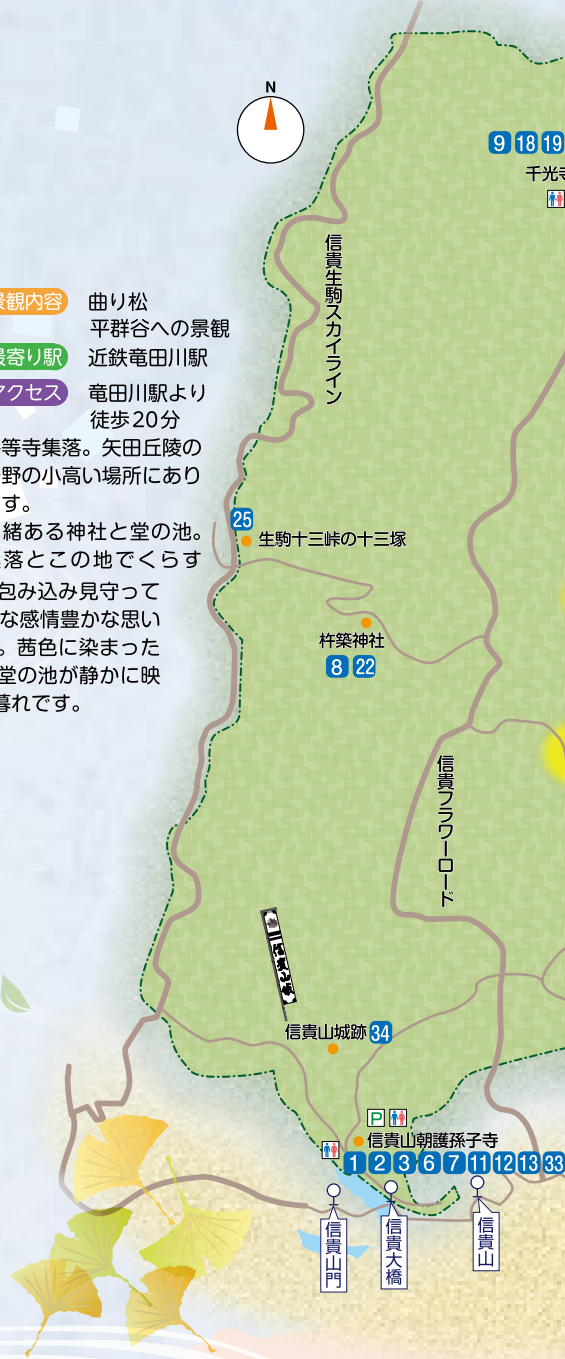 N
9 18 19
千光寺
信貴生駒スカイライン
景観内容 曲り松
平群谷への景観
最寄り駅 近鉄竜田川駅
アクセス 竜田川駅より
徒歩20分
等寺集落。矢田丘陵の
野の小高い場所にあり
す。
緒ある神社と堂の池。
落とこの地でくらす
包み込み見守って
な感情豊かな思い
。茜色に染まった
堂の池が静かに映
暮れです。
25
生駒十三峠の十三塚
杵築神社
8 22
信貴フラワーロード
信貴山城
信貴山城跡 34
P
信貴山朝護孫子寺
1 2 3 6 7 11 12 13 33
信貴山門
信貴大橋
信貴山